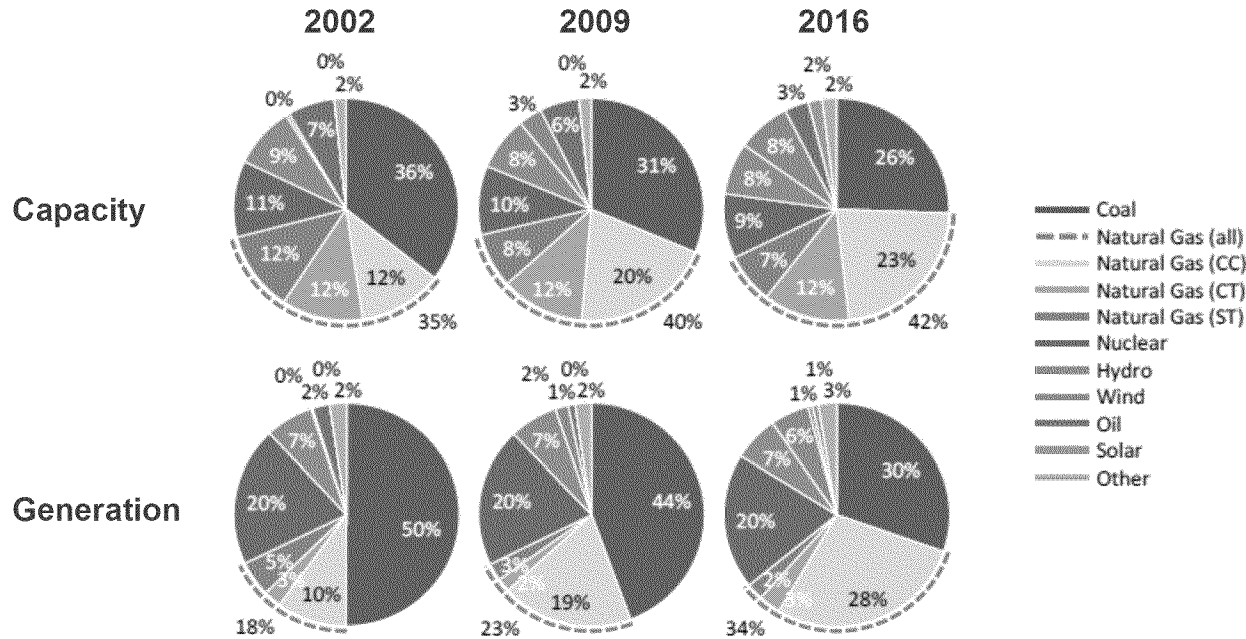 2002 2009 2016
0% 0% 2%
2% 2% 2%
0% 3% 3%
7% 6% 8%
9% 8% 8%
36% 31% 26%
11% 10% 9%
12% 8% 7%
12% 12% 12%
12% 20% 23%
35% 40% 42%
Capacity
Coal
Natural Gas (all)
Natural Gas (CC)
Natural Gas (CT)
Natural Gas (ST)
Nuclear
Hydro
Wind
Oil
Solar
Other
0% 0% 1%
0% 2% 1%
2% 2% 1% 2% 3%
7% 7% 6%
7%
20% 20% 20%
50% 44% 30%
5% 3% 2%
3%
10% 19% 28%
18% 23% 34%
Generation